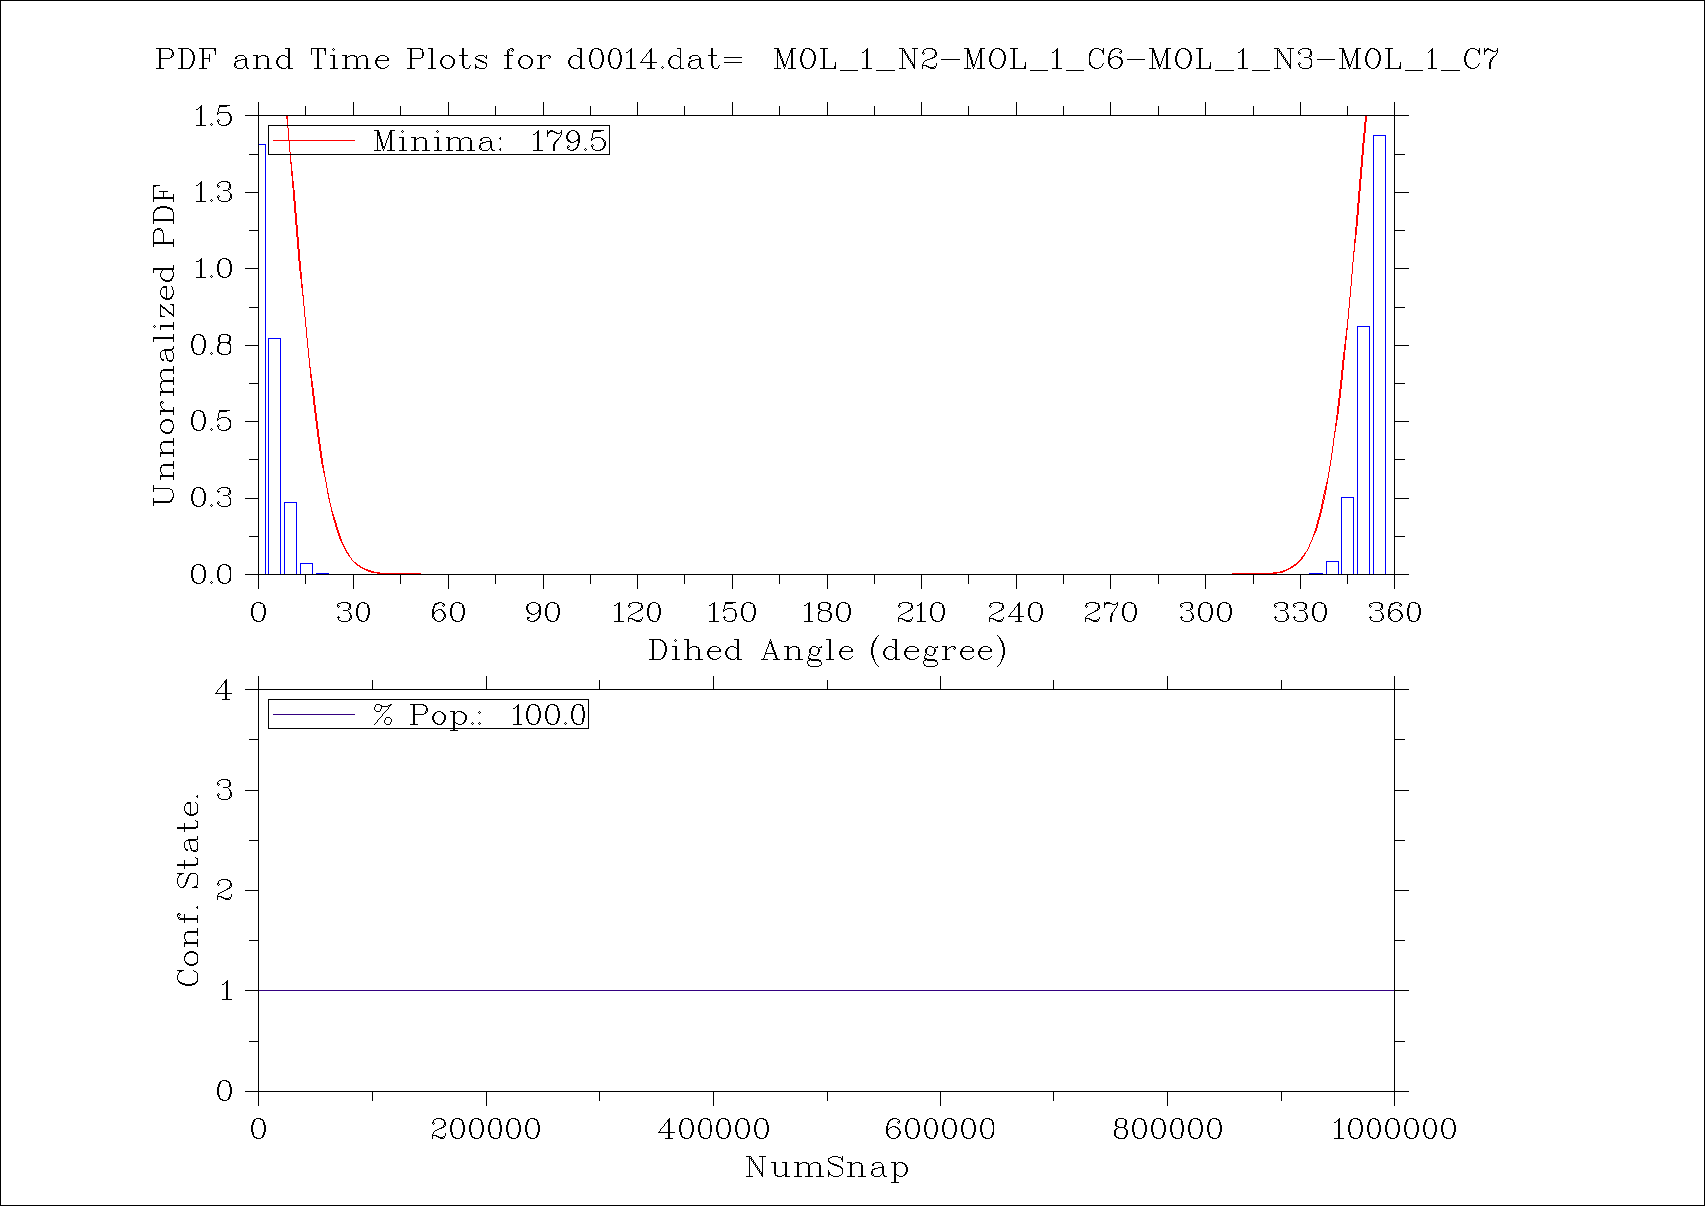 PDF and Time Plots for d0014.dat= MOL_1_N2-MOL_1_C6-MOL_1_N3-MOL_1_C7
1.5
1.3
1.0
0.8
0.5
0.3
0.0
Unnormalized PDF
Minima: 179.5
0 30 60 90 120 150 180 210 240 270 300 330 360
Dihed Angle (degree)
4
3
2
1
0
Conf. State.
% Pop.: 100.0
0 200000 400000 600000 800000 1000000
NumSnap